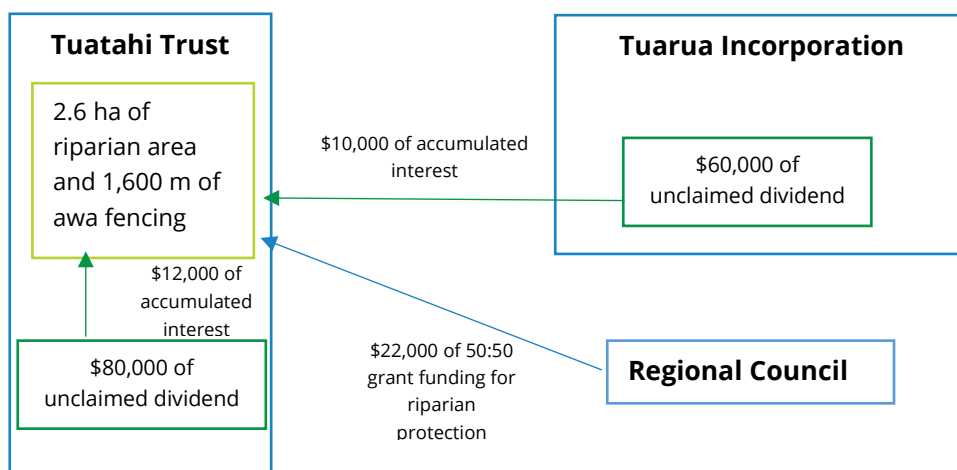 Tuatahi Trust
2.6 ha of
riparian area
and 1,600 m of
awa fencing
$12,000 of
accumulated
interest
$80,000 of
unclaimed dividend
$10,000 of accumulated
interest
Tuarua Incorporation
$60,000 of
unclaimed dividend
$22,000 of 50:50
grant funding for
riparian
protection
Regional Council